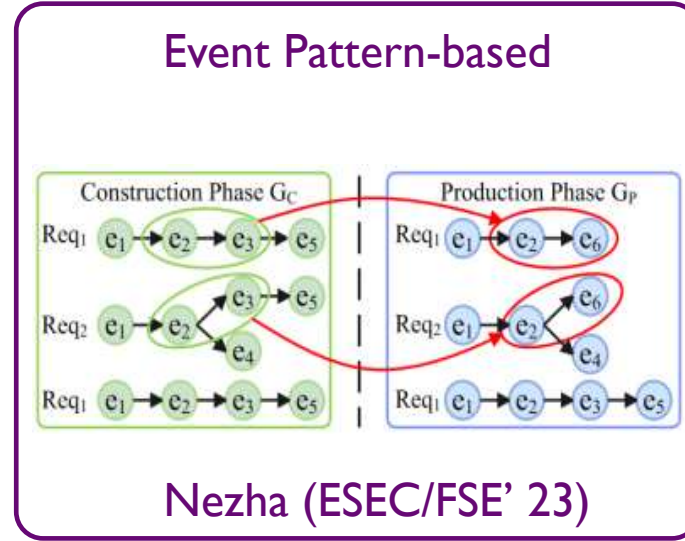 Event Pattern-based
Construction Phase G_C
Req₁ e₁ e₂ e₃ e₅
Req₂ e₁ e₂ e₃ e₅
e₄
Req₁ e₁ e₂ e₃ e₅
Production Phase G_P
Req₁ e₁ e₂ e₆
Req₂ e₁ e₂ e₆
e₄
Req₁ e₁ e₂ e₃ e₅
Nezha (ESEC/FSE’ 23)